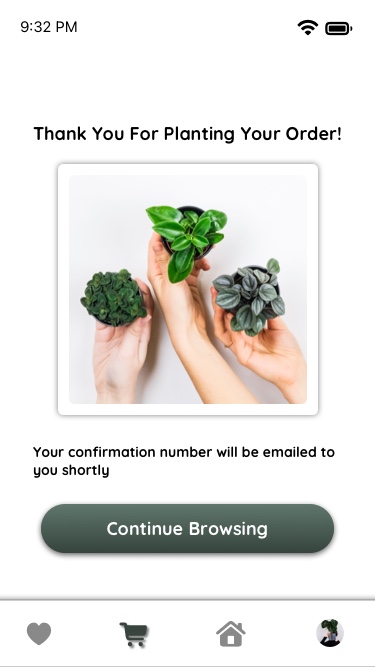 9:32 PM
Thank You For Planting Your Order!
Your confirmation number will be emailed to
you shortly
Continue Browsing